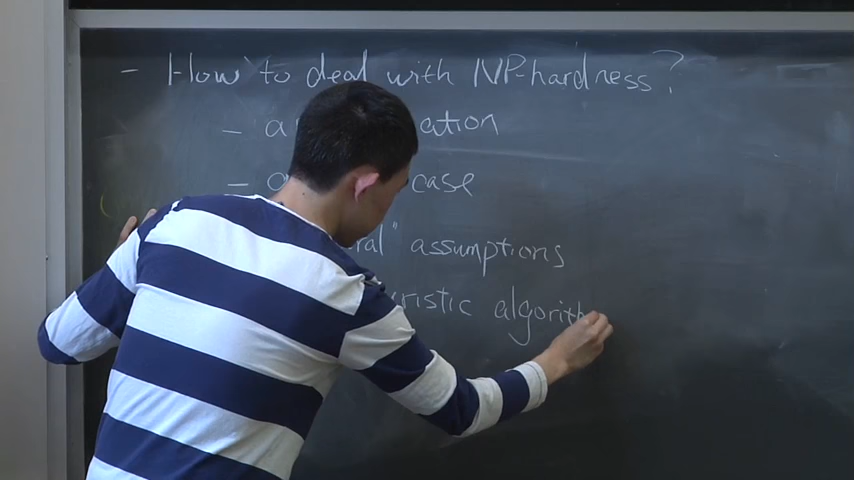 - How to deal with NP-hardness?
- a ation
- case
ral" assumptions
ristic algorith